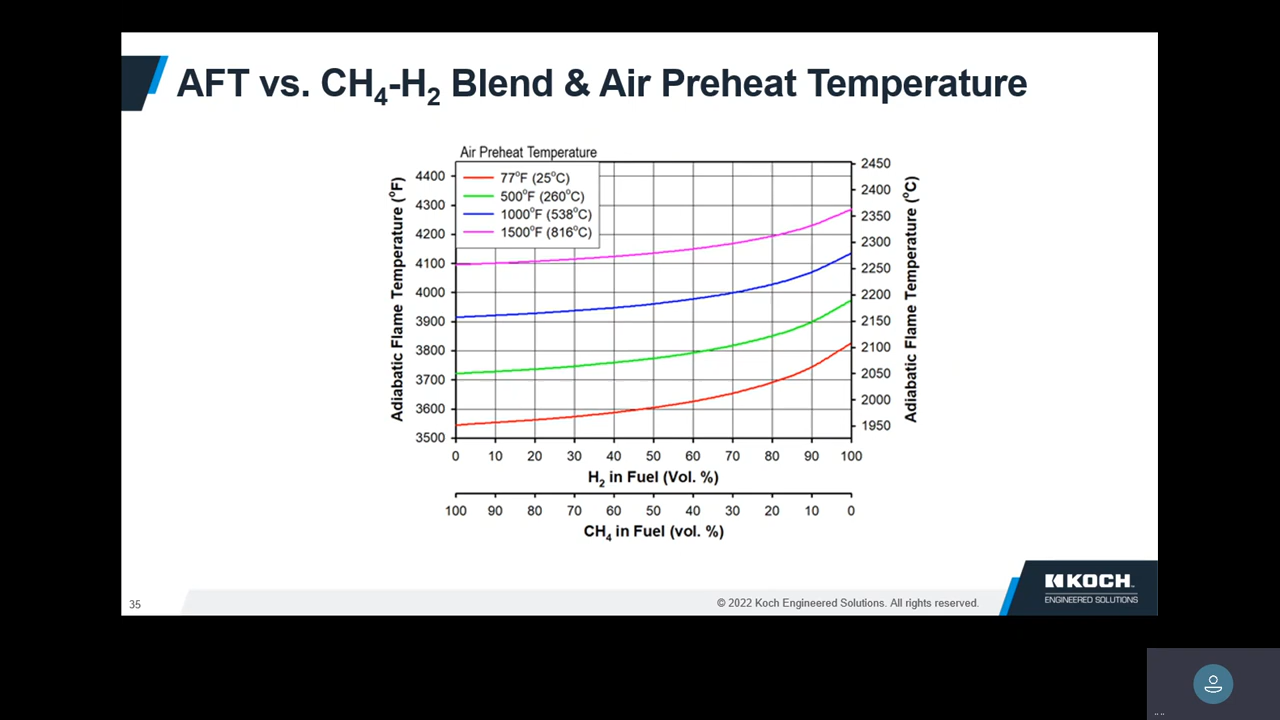 AFT vs. CH4-H2 Blend & Air Preheat Temperature
Air Preheat Temperature
77°F (25°C)
500°F (260°C)
1000°F (538°C)
1500°F (816°C)
Adiabatic Flame Temperature (°F)
4400
4300
4200
4100
4000
3900
3800
3700
3600
3500
2450
2400
2350
2300
2250
2200
2150
2100
2050
2000
1950
Adiabatic Flame Temperature (°C)
0 10 20 30 40 50 60 70 80 90 100
H2 in Fuel (Vol. %)
100 90 80 70 60 50 40 30 20 10 0
CH4 in Fuel (vol. %)
35
© 2022 Koch Engineered Solutions. All rights reserved.
KOCH
ENGINEERED SOLUTIONS